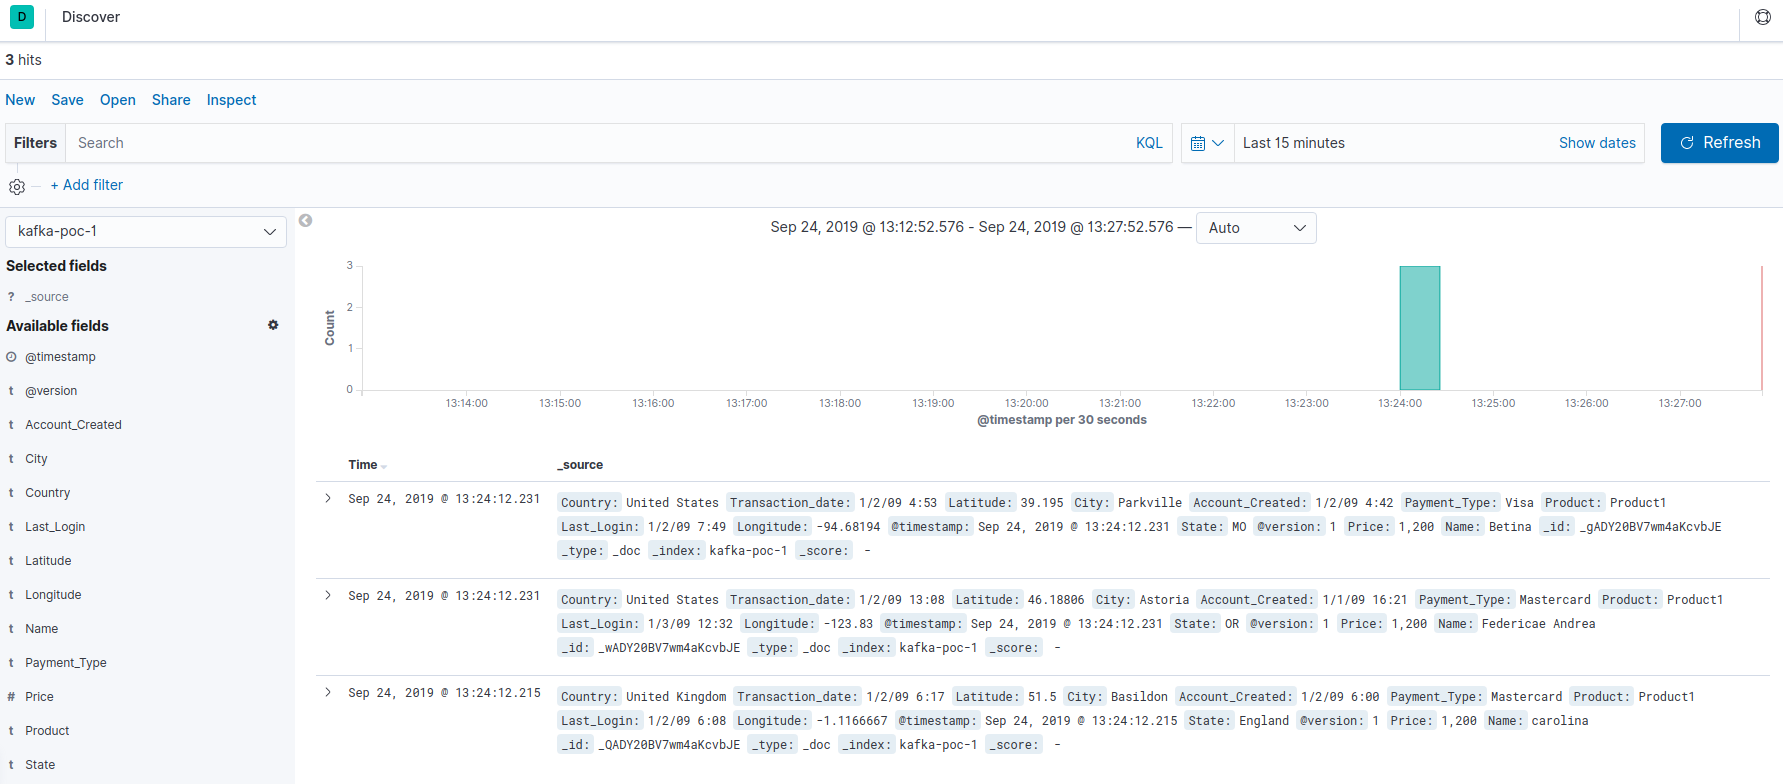 D Discover
3 hits
New Save Open Share Inspect
Filters Search KQL Last 15 minutes Show dates Refresh
+ Add filter
kafka-poc-1
Selected fields
? _source
Available fields
@timestamp
t @version
t Account_Created
t City
t Country
t Last_Login
t Latitude
t Longitude
t Name
t Payment_Type
# Price
t Product
t State
Sep 24, 2019 @ 13:12:52.576 - Sep 24, 2019 @ 13:27:52.576 — Auto
3
2
1
0
Count
13:14:00 13:15:00 13:16:00 13:17:00 13:18:00 13:19:00 13:20:00 13:21:00 13:22:00 13:23:00 13:24:00 13:25:00 13:26:00 13:27:00
@timestamp per 30 seconds
Time _source
Sep 24, 2019 @ 13:24:12.231 Country: United States Transaction_date: 1/2/09 4:53 Latitude: 39.195 City: Parkville Account_Created: 1/2/09 4:42 Payment_Type: Visa Product: Product1
Last_Login: 1/2/09 7:49 Longitude: -94.68194 @timestamp: Sep 24, 2019 @ 13:24:12.231 State: MO @version: 1 Price: 1,200 Name: Betina _id: _gADY20BV7wm4aKcvbJE
_type: _doc _index: kafka-poc-1 _score: -
Sep 24, 2019 @ 13:24:12.231 Country: United States Transaction_date: 1/2/09 13:08 Latitude: 46.18806 City: Astoria Account_Created: 1/1/09 16:21 Payment_Type: Mastercard Product: Product1
Last_Login: 1/3/09 12:32 Longitude: -123.83 @timestamp: Sep 24, 2019 @ 13:24:12.231 State: OR @version: 1 Price: 1,200 Name: Federicae Andrea
_id: _wADY20BV7wm4aKcvbJE _type: _doc _index: kafka-poc-1 _score: -
Sep 24, 2019 @ 13:24:12.215 Country: United Kingdom Transaction_date: 1/2/09 6:17 Latitude: 51.5 City: Basildon Account_Created: 1/2/09 6:00 Payment_Type: Mastercard Product: Product1
Last_Login: 1/2/09 6:08 Longitude: -1.1166667 @timestamp: Sep 24, 2019 @ 13:24:12.215 State: England @version: 1 Price: 1,200 Name: carolina
_id: _QADY20BV7wm4aKcvbJE _type: _doc _index: kafka-poc-1 _score: -